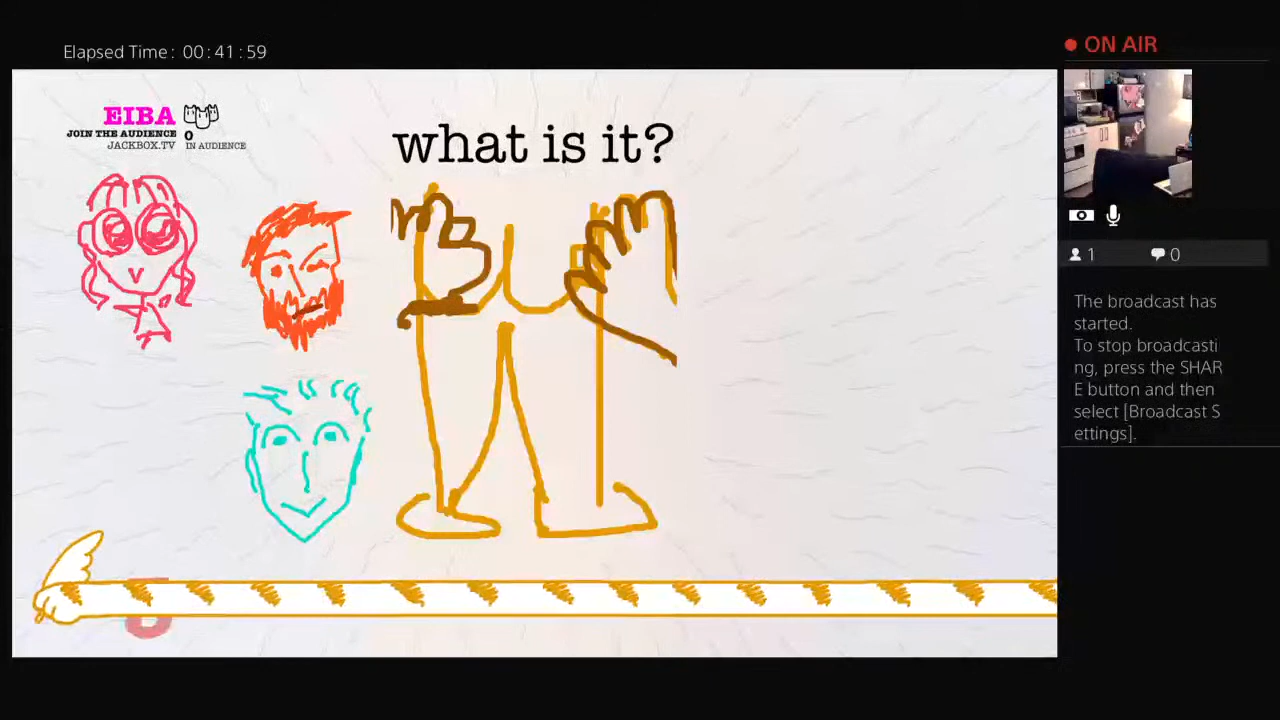 Elapsed Time: 00:41:59
ON AIR
EIBA
JOIN THE AUDIENCE
JACKBOX.TV
0
IN AUDIENCE
what is it?
1
0
The broadcast has
started.
To stop broadcasti
ng, press the SHAR
E button and then
select [Broadcast S
ettings].